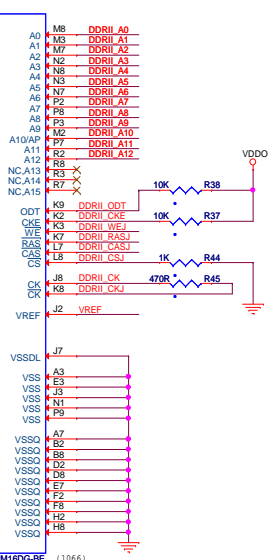 A0 M8 DDRII_A0
A1 M3 DDRII_A1
A2 M7 DDRII_A2
A3 N2 DDRII_A3
A4 N8 DDRII_A4
A5 N3 DDRII_A5
A6 N7 DDRII_A6
A7 P2 DDRII_A7
A8 P8 DDRII_A8
A9 P3 DDRII_A9
A10/AP M2 DDRII_A10
A11 P7 DDRII_A11
A12 R2 DDRII_A12
NC,A13 R8
NC,A14 R3
NC,A15 R7
VDDO
10K R38
ODT K9 DDRII_ODT
CKE K2 DDRII_CKE 10K R37
WE K3 DDRII_WEJ
RAS K7 DDRII_RASJ
CAS L7 DDRII_CASJ
CS L8 DDRII_CSJ 1K R44
CK J8 DDRII_CK 470R R45
CK K8 DDRII_CKJ
VREF J2 VREF
VSSDL J7
VSS A3
VSS E3
VSS J3
VSS N1
VSS P9
VSSQ A7
VSSQ B2
VSSQ B8
VSSQ D2
VSSQ D8
VSSQ E7
VSSQ F2
VSSQ F8
VSSQ H2
VSSQ H8
M16DG-BE (1066)